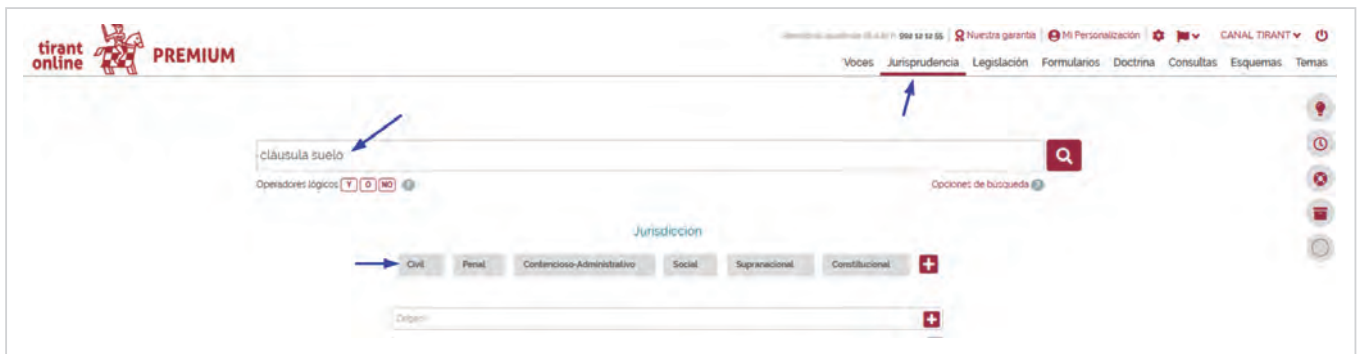 tirant online PREMIUM
902 12 12 55 Nuestra garantía Mi Personalización CANAL TIRANT
Voces Jurisprudencia Legislación Formularios Doctrina Consultas Esquemas Temas
cláusula suelo
Operadores lógicos Y O NO ? Opciones de búsqueda ?
Jurisdicción
Civil Penal Contencioso-Administrativo Social Supranacional Constitucional
Origen